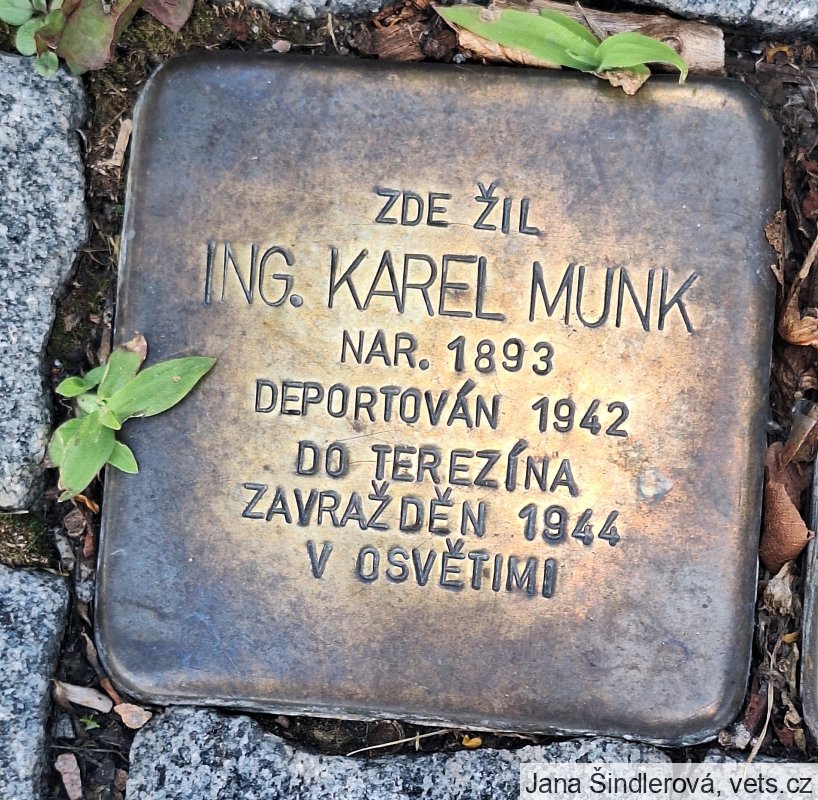 ZDE ŽIL
ING. KAREL MUNK
NAR. 1893
DEPORTOVÁN 1942
DO TEREZÍNA
ZAVRAŽDĚN 1944
V OSVĚTIMI
Jana Šindlerová, vets.cz